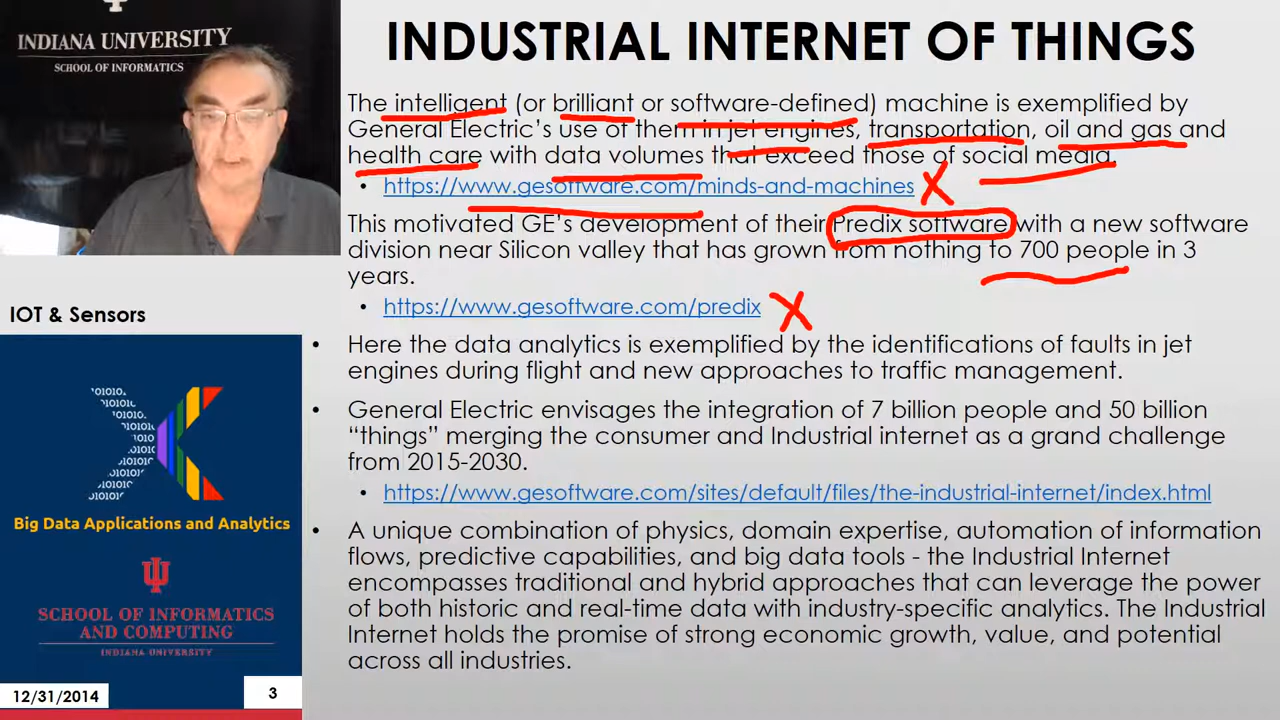 INDIANA UNIVERSITY
SCHOOL OF INFORMATICS
INDUSTRIAL INTERNET OF THINGS
The intelligent (or brilliant or software-defined) machine is exemplified by
General Electric's use of them in jet engines, transportation, oil and gas and
health care with data volumes that exceed those of social media.
• https://www.gesoftware.com/minds-and-machines
This motivated GE's development of their Predix software with a new software
division near Silicon valley that has grown from nothing to 700 people in 3
years.
• https://www.gesoftware.com/predix
• Here the data analytics is exemplified by the identifications of faults in jet
engines during flight and new approaches to traffic management.
• General Electric envisages the integration of 7 billion people and 50 billion
“things” merging the consumer and Industrial internet as a grand challenge
from 2015-2030.
• https://www.gesoftware.com/sites/default/files/the-industrial-internet/index.html
• A unique combination of physics, domain expertise, automation of information
flows, predictive capabilities, and big data tools - the Industrial Internet
encompasses traditional and hybrid approaches that can leverage the power
of both historic and real-time data with industry-specific analytics. The Industrial
Internet holds the promise of strong economic growth, value, and potential
across all industries.
IOT & Sensors
Big Data Applications and Analytics
SCHOOL OF INFORMATICS
AND COMPUTING
INDIANA UNIVERSITY
12/31/2014
3